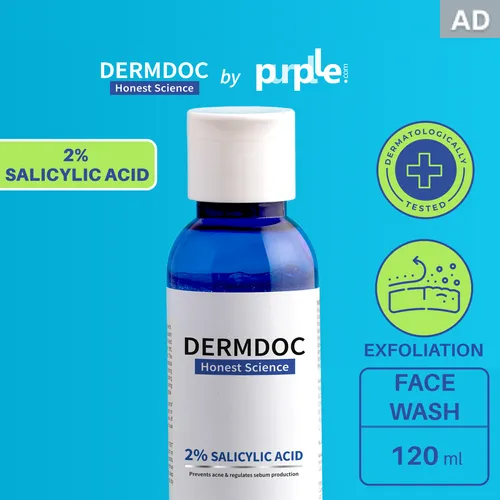 AD
DERMDOC
Honest Science
by
purplle.com
2%
SALICYLIC ACID
DERMATOLOGICALLY
TESTED
EXFOLIATION
FACE
WASH
120 ml
DERMDOC
Honest Science
2% SALICYLIC ACID
Prevents acne & regulates sebum production